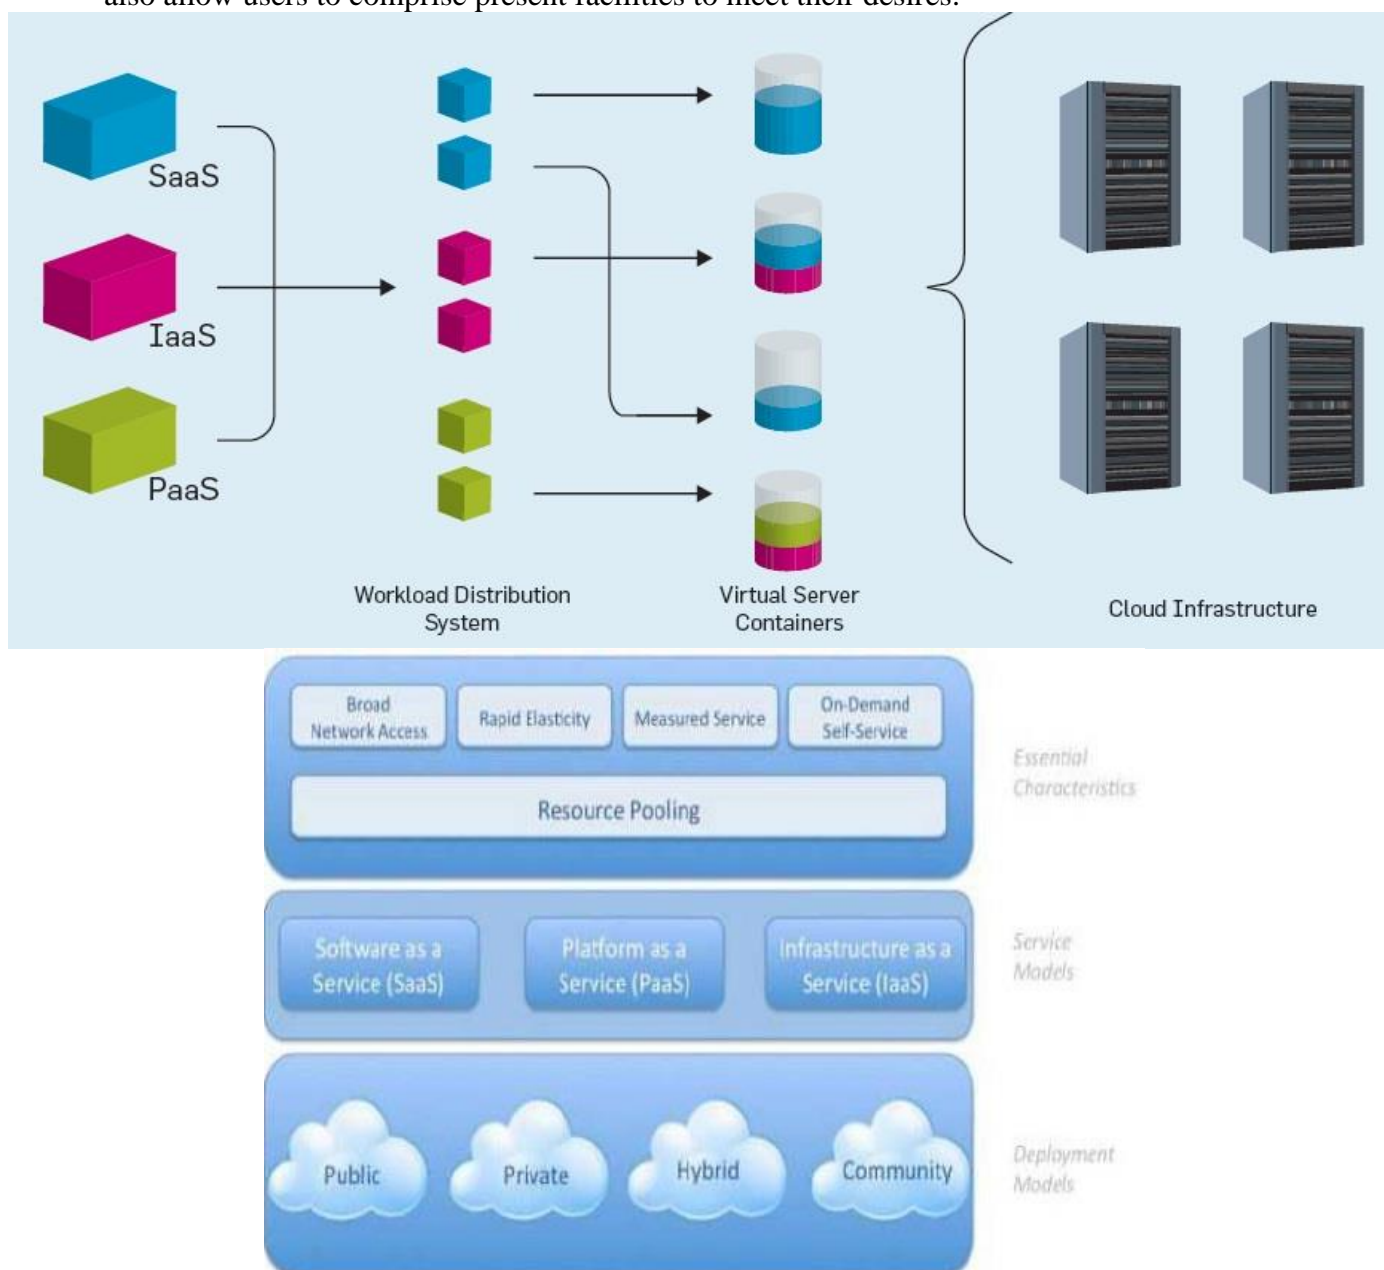 also allow users to comprise present facilities to meet their desires.
SaaS
IaaS
PaaS
Workload Distribution
System
Virtual Server
Containers
Cloud Infrastructure
Broad
Network Access
Rapid Elasticity
Measured Service
On-Demand
Self-Service
Resource Pooling
Essential
Characteristics
Software as a
Service (SaaS)
Platform as a
Service (PaaS)
Infrastructure as a
Service (IaaS)
Service
Models
Public
Private
Hybrid
Community
Deployment
Models